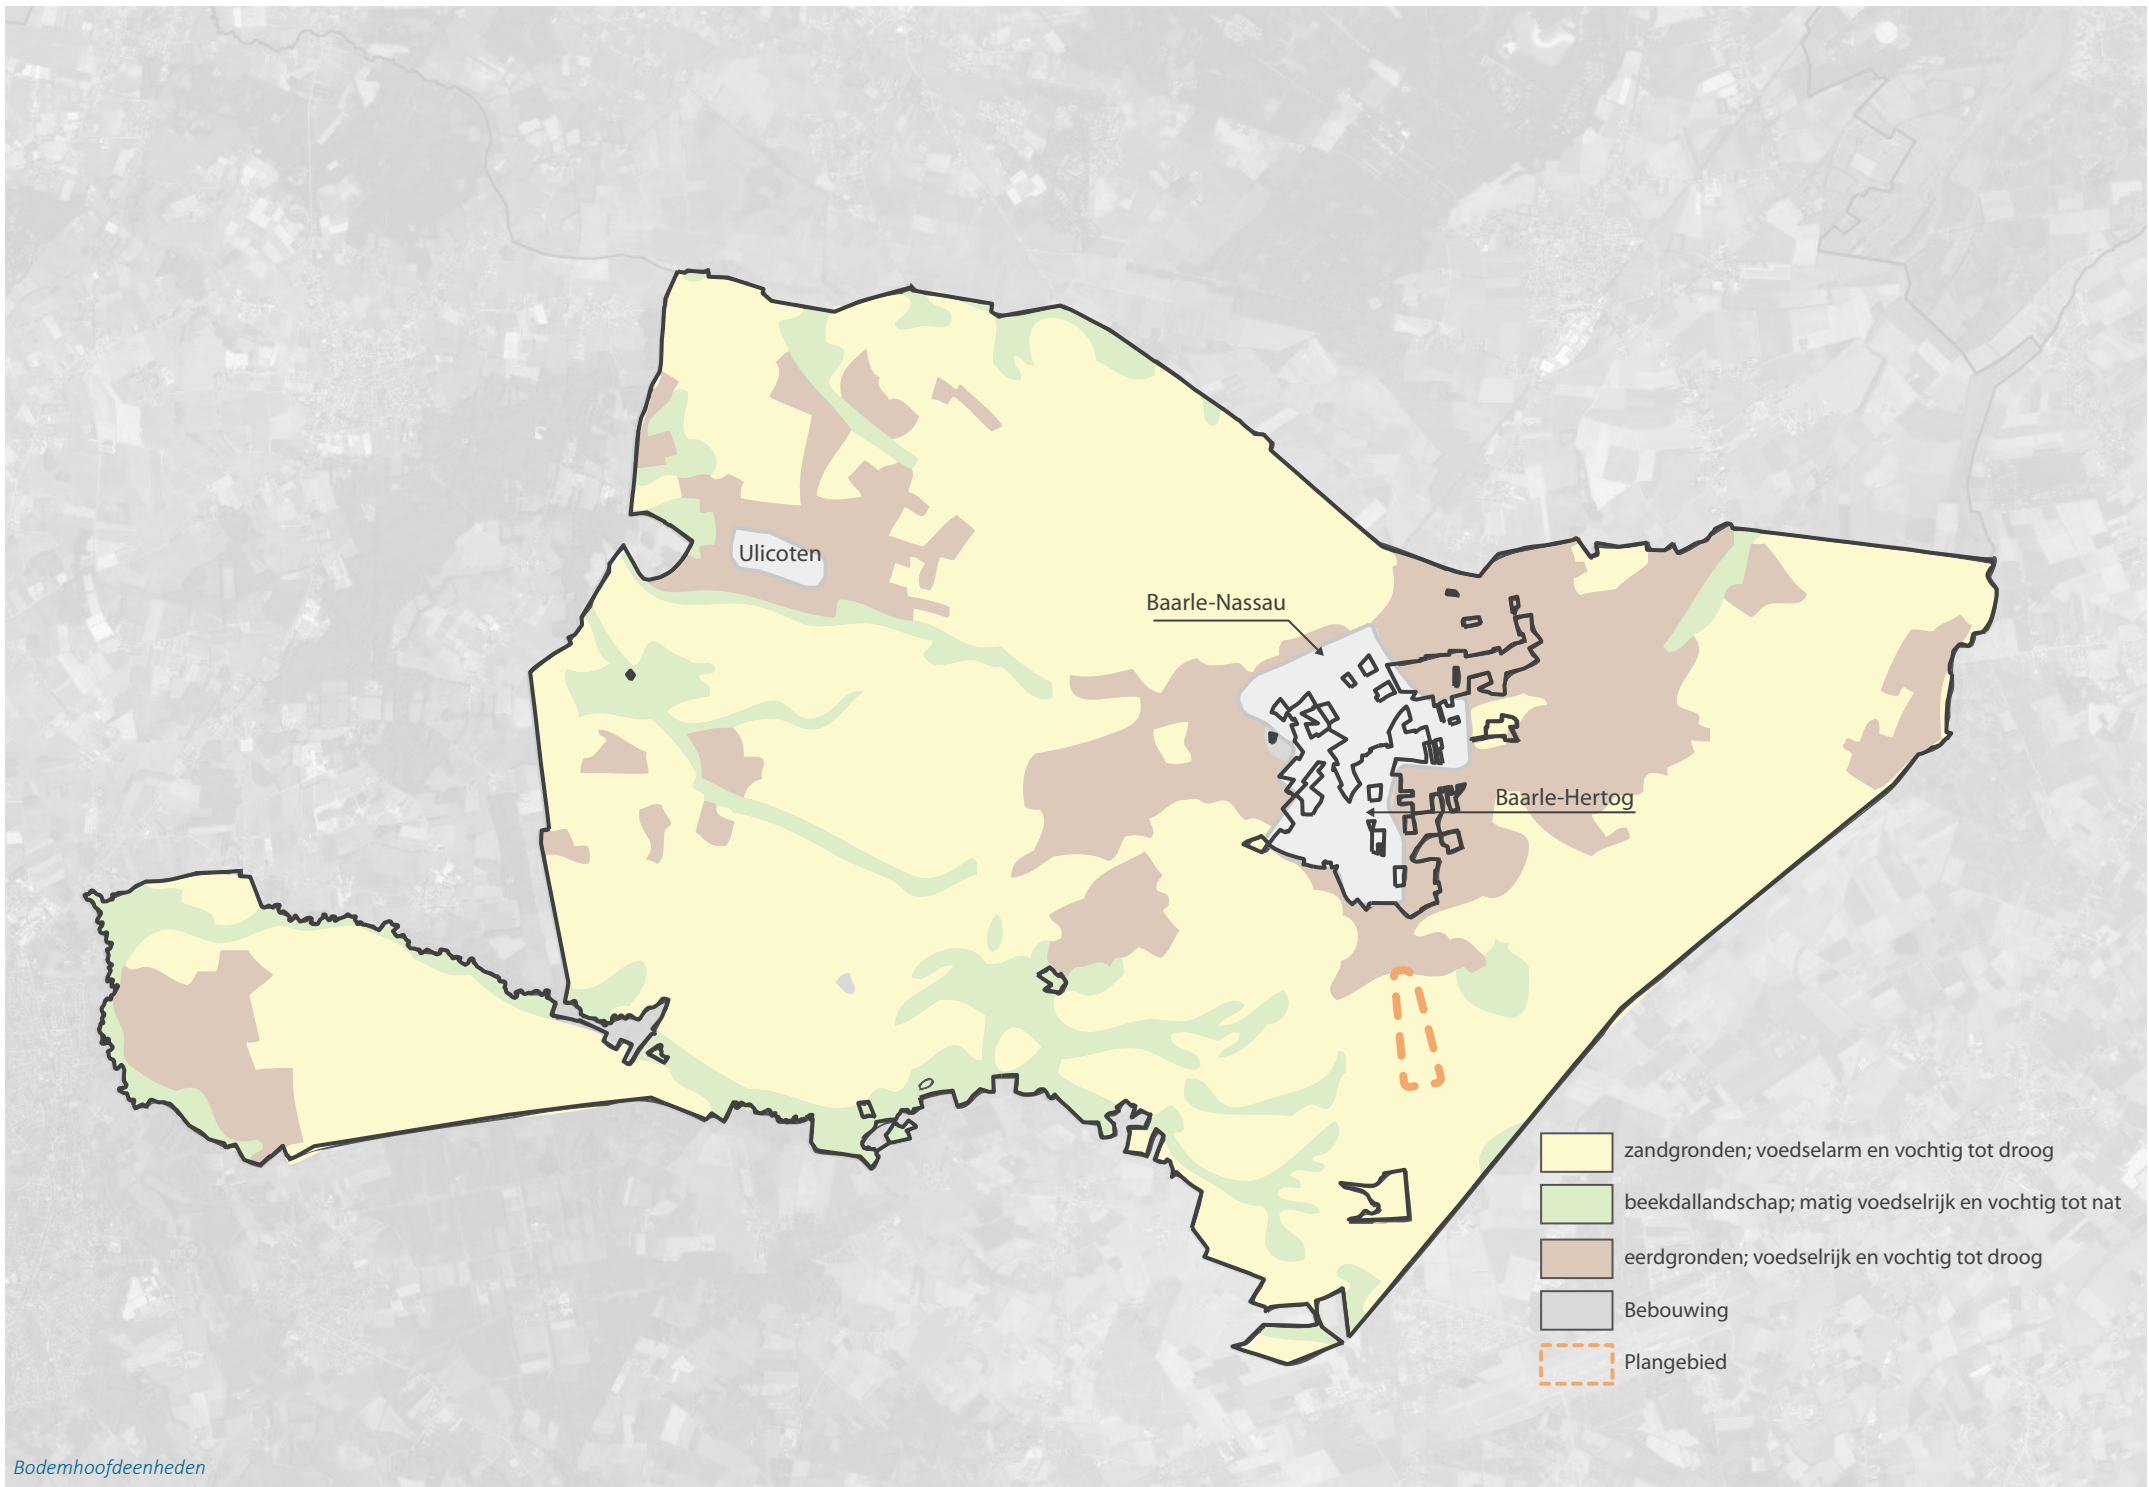 Ulicoten
Baarle-Nassau
Baarle-Hertog
zandgronden; voedselarm en vochtig tot droog
beekdallandschap; matig voedselrijk en vochtig tot nat
eerdgronden; voedselrijk en vochtig tot droog
Bebouwing
Plangebied
Bodemhoofdeenheden